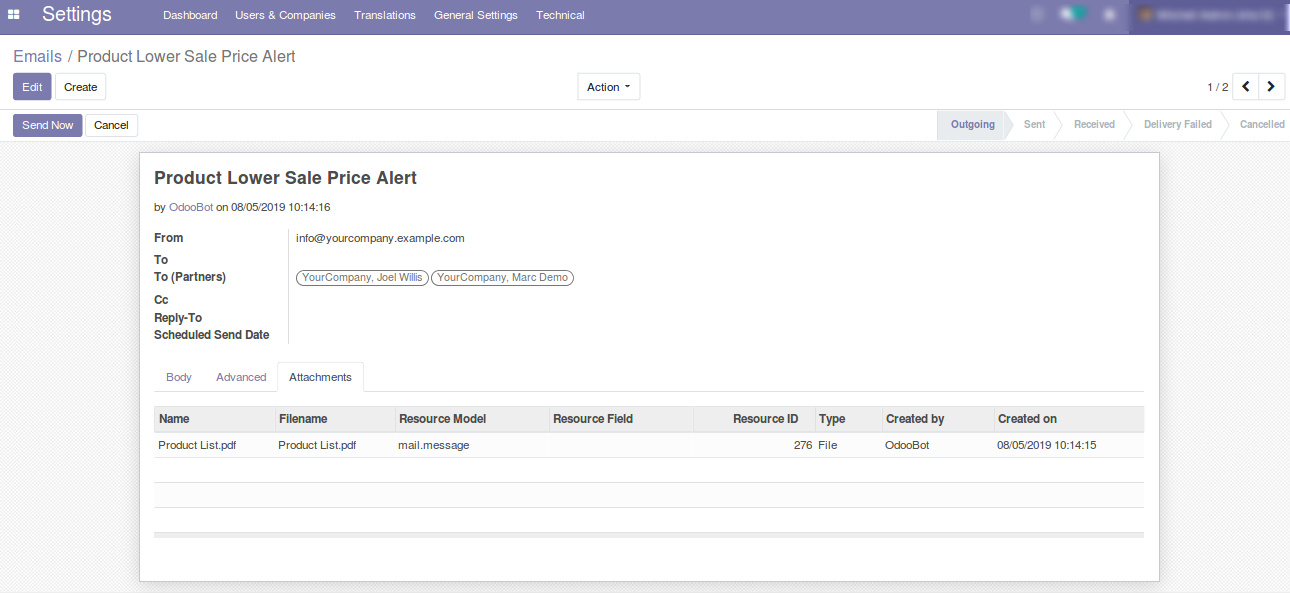 Settings Dashboard Users & Companies Translations General Settings Technical
Emails / Product Lower Sale Price Alert
Edit Create Action 1 / 2
Send Now Cancel Outgoing Sent Received Delivery Failed Cancelled
Product Lower Sale Price Alert
by OdooBot on 08/05/2019 10:14:16
From info@yourcompany.example.com
To
To (Partners) YourCompany, Joel Willis YourCompany, Marc Demo
Cc
Reply-To
Scheduled Send Date
Body Advanced Attachments
Name Filename Resource Model Resource Field Resource ID Type Created by Created on
Product List.pdf Product List.pdf mail.message 276 File OdooBot 08/05/2019 10:14:15